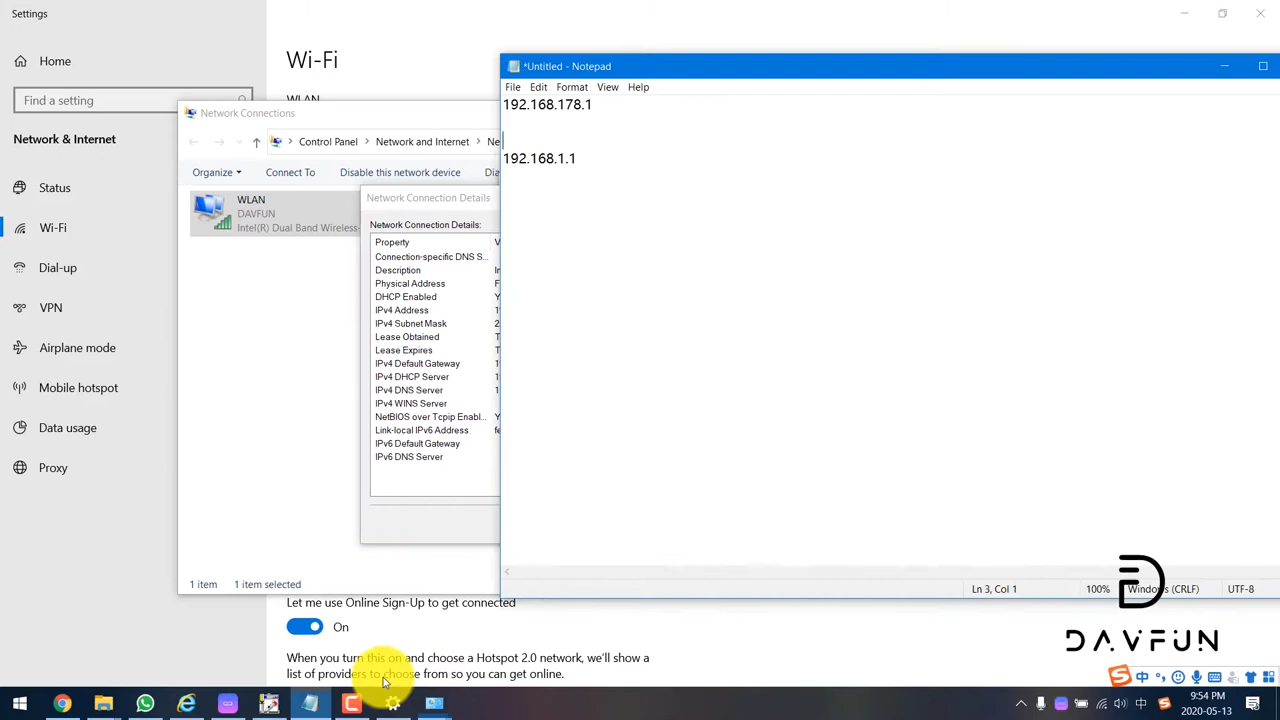 Settings
Home
Find a setting
Network & Internet
Status
Wi-Fi
Dial-up
VPN
Airplane mode
Mobile hotspot
Data usage
Proxy
Wi-Fi
WLAN
Network Connections
Control Panel
Network and Internet
Ne
Organize
Connect To
Disable this network device
Dia
WLAN
DAVFUN
Intel(R) Dual Band Wireless-
Network Connection Details
Network Connection Details:
Property
Connection-specific DNS S...
Description
Physical Address
DHCP Enabled
IPv4 Address
IPv4 Subnet Mask
Lease Obtained
Lease Expires
IPv4 Default Gateway
IPv4 DHCP Server
IPv4 DNS Server
IPv4 WINS Server
NetBIOS over Tcpip Enabl...
Link-local IPv6 Address
IPv6 Default Gateway
IPv6 DNS Server
1 item
1 item selected
*Untitled - Notepad
File Edit Format View Help
192.168.178.1
192.168.1.1
Ln 3, Col 1
100%
Windows (CRLF)
UTF-8
Let me use Online Sign-Up to get connected
On
When you turn this on and choose a Hotspot 2.0 network, we'll show a
list of providers to choose from so you can get online.
DAVFUN
中
中
9:54 PM
2020-05-13